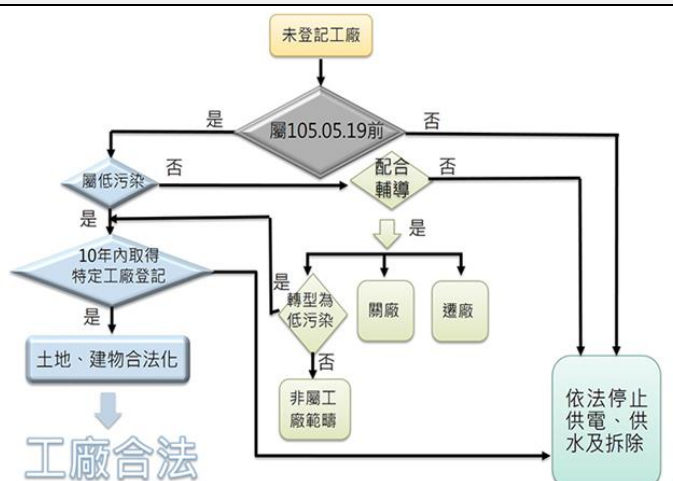 未登記工廠
屬105.05.19前
是
否
屬低污染
否
配合
輔導
否
是
是
10年內取得
特定工廠登記
是
轉型為
低污染
關廠
遷廠
是
否
土地、建物合法化
非屬工
廠範疇
依法停止
供電、供
水及拆除
工廠合法